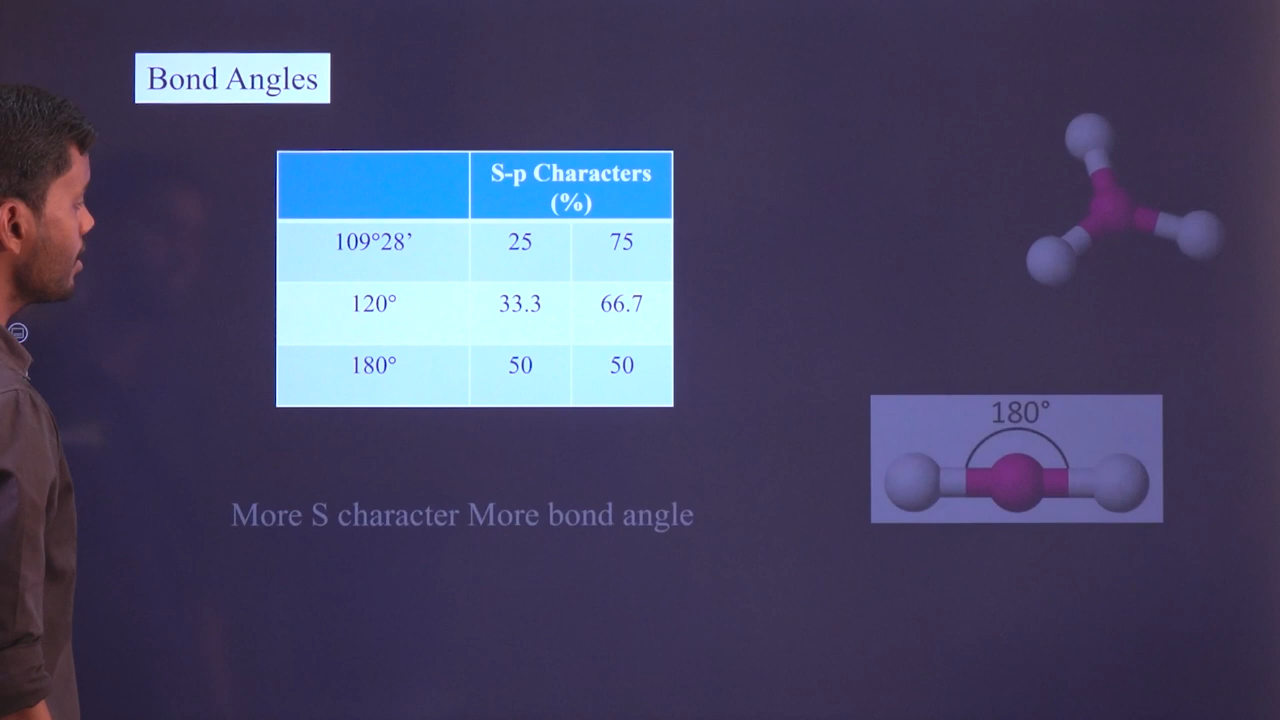 Bond Angles
S-p Characters
(%)
109°28’ 25 75
120° 33.3 66.7
180° 50 50
More S character More bond angle
180°